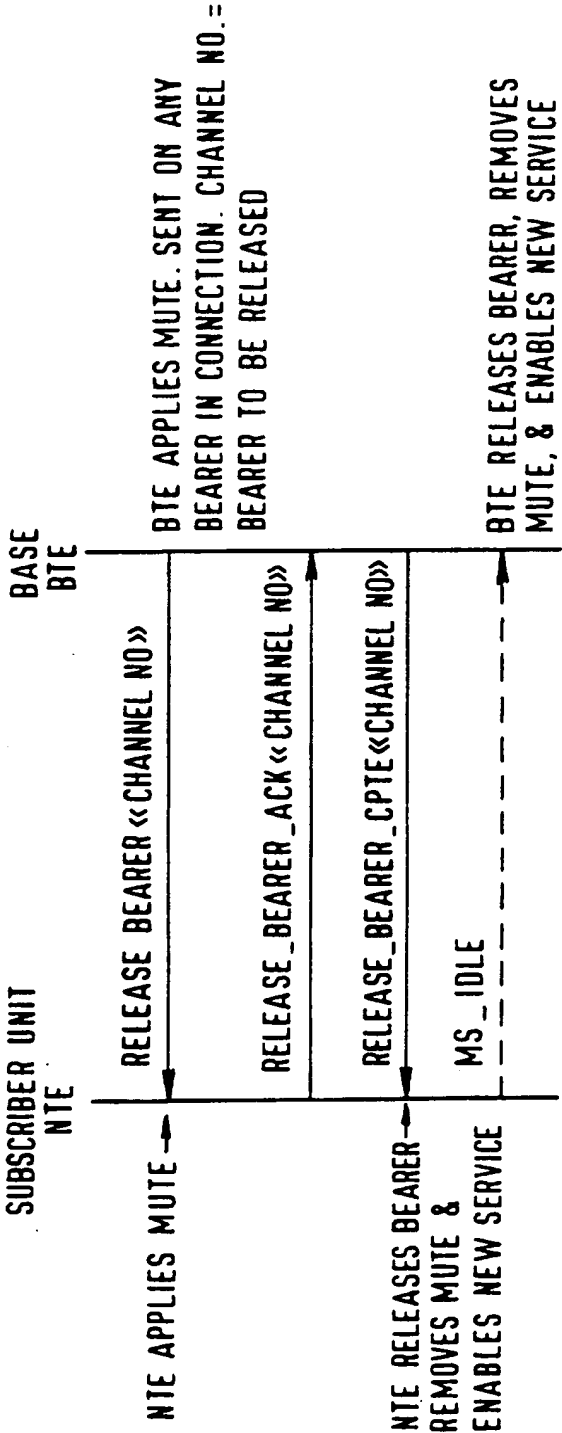 SUBSCRIBER UNIT
NTE
BASE
BTE
NTE APPLIES MUTE
RELEASE BEARER«CHANNEL NO»
BTE APPLIES MUTE. SENT ON ANY
BEARER IN CONNECTION. CHANNEL NO.=
BEARER TO BE RELEASED
RELEASE_BEARER_ACK«CHANNEL NO»
RELEASE_BEARER_CPTE«CHANNEL NO»
NTE RELEASES BEARER
REMOVES MUTE &
ENABLES NEW SERVICE
MS_IDLE
BTE RELEASES BEARER, REMOVES
MUTE, & ENABLES NEW SERVICE